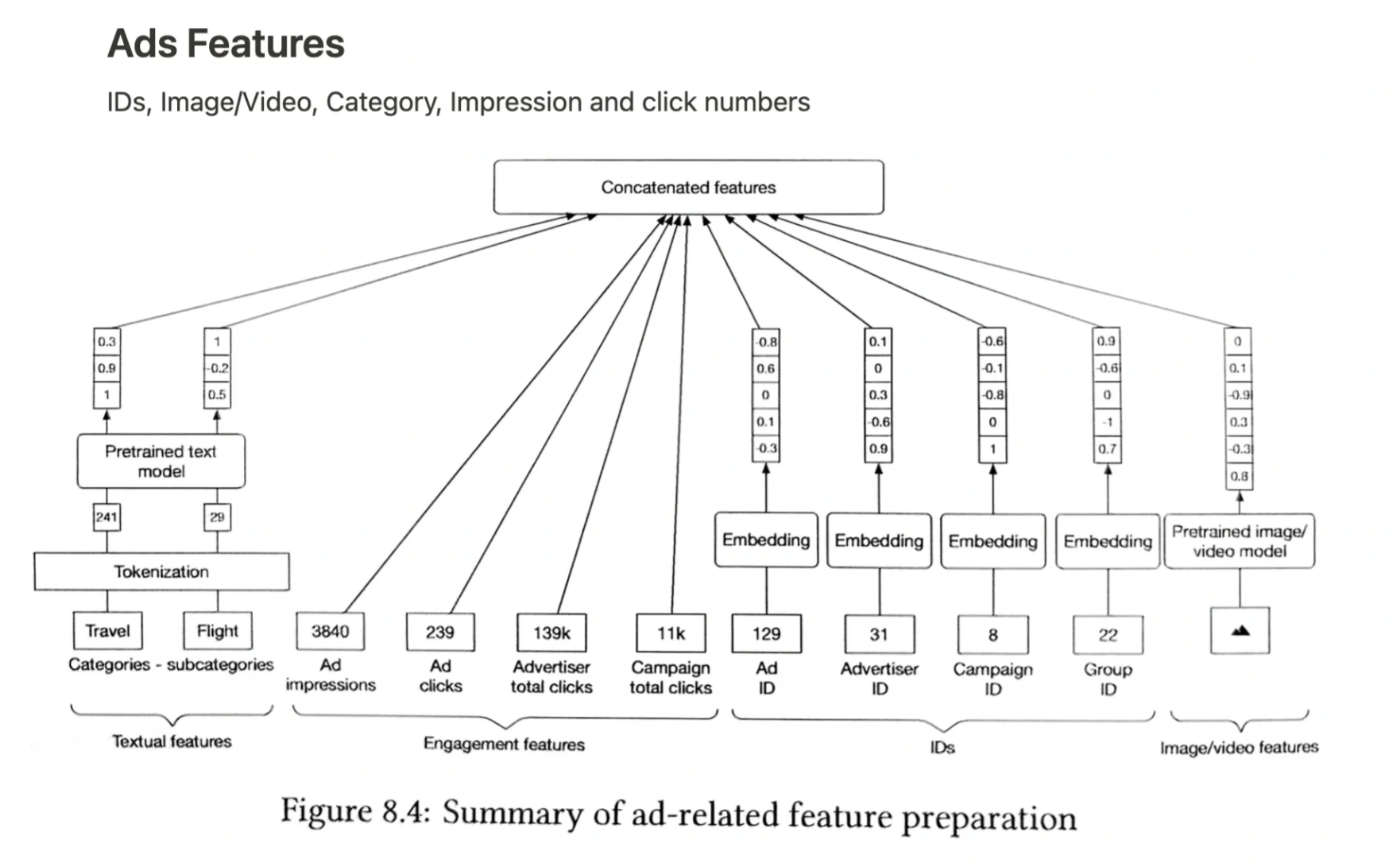 Ads Features
IDs, Image/Video, Category, Impression and click numbers
Concatenated features
0.3
0.9
1
1
-0.2
0.5
-0.8
0.6
0
0.1
-0.3
0.1
0
0.3
-0.6
0.9
-0.6
-0.1
-0.8
0
1
0.9
-0.6
0
-1
0.7
0
0.1
-0.9
0.3
-0.3
0.8
Pretrained text
model
241
29
Tokenization
Embedding
Embedding
Embedding
Embedding
Pretrained image/
video model
Travel
Flight
3840
239
139k
11k
129
31
8
22
Categories - subcategories
Ad
impressions
Ad
clicks
Advertiser
total clicks
Campaign
total clicks
Ad
ID
Advertiser
ID
Campaign
ID
Group
ID
Textual features
Engagement features
IDs
Image/video features
Figure 8.4: Summary of ad-related feature preparation